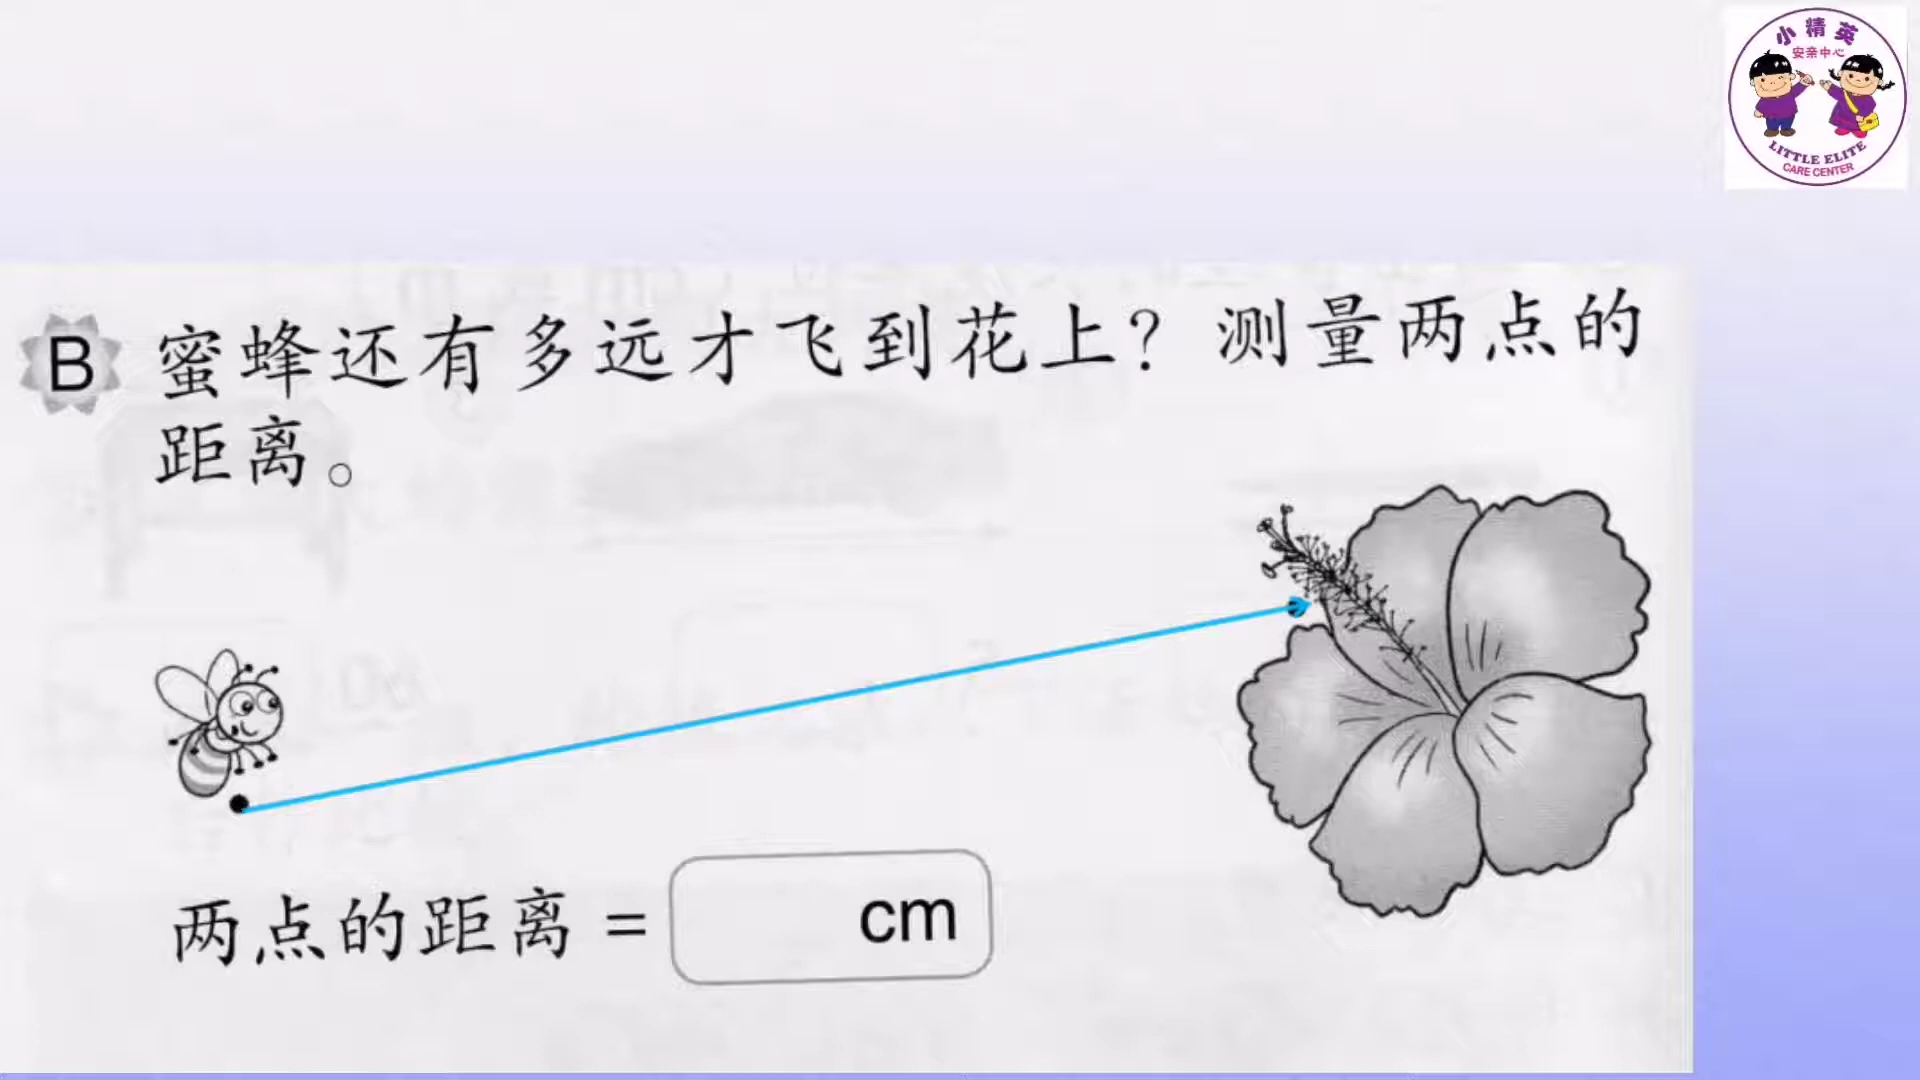 小精英
安亲中心
LITTLE ELITE
CARE CENTER
B 蜜蜂还有多远才飞到花上？测量两点的
距离。
两点的距离 = cm